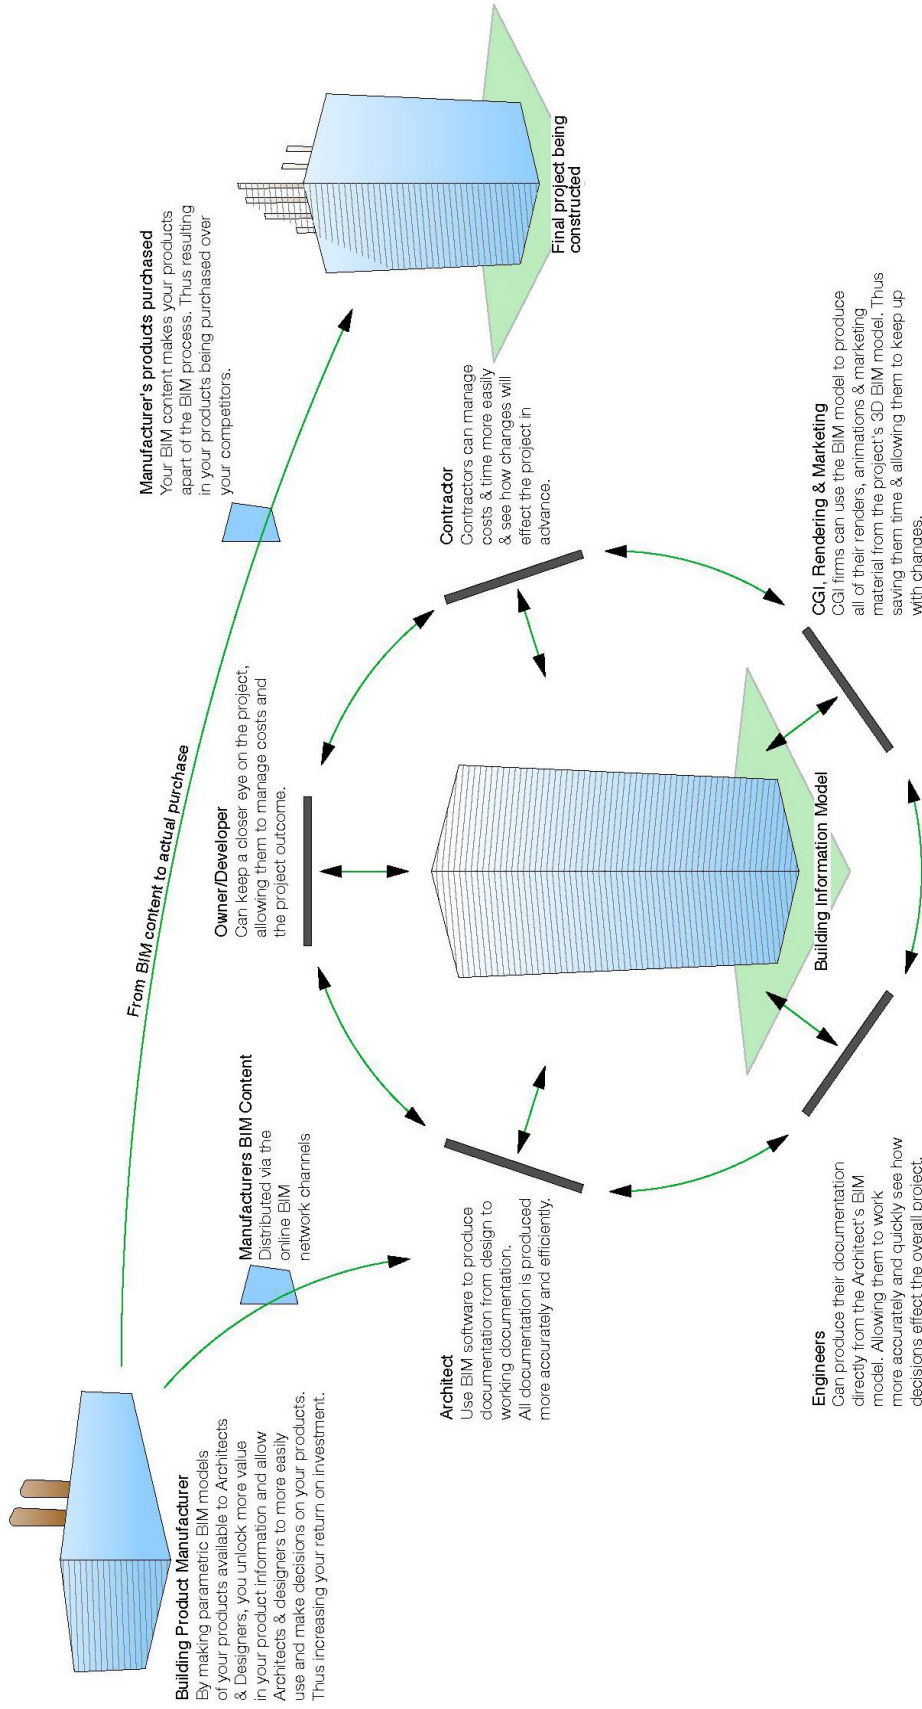 Building Product Manufacturer
By making parametric BIM models
of your products available to Architects
& Designers, you unlock more value
in your product information and allow
Architects & designers to more easily
use and make decisions on your products.
Thus increasing your return on investment.
From BIM content to actual purchase
Manufacturer's products purchased
Your BIM content makes your products
apart of the BIM process. Thus resulting
in your products being purchased over
your competitors.
Manufacturers BIM Content
Distributed via the
online BIM
network channels
Owner/Developer
Can keep a closer eye on the project,
allowing them to manage costs and
the project outcome.
Architect
Use BIM software to produce
documentation from design to
working documentation.
All documentation is produced
more accurately and efficiently.
Contractor
Contractors can manage
costs & time more easily
& see how changes will
effect the project in
advance.
Final project being
constructed
Building Information Model
Engineers
Can produce their documentation
directly from the Architect's BIM
model. Allowing them to work
more accurately and quickly see how
decisions effect the overall project.
CGI, Rendering & Marketing
CGI firms can use the BIM model to produce
all of their renders, animations & marketing
material from the project's 3D BIM model. Thus
saving them time & allowing them to keep up
with changes.